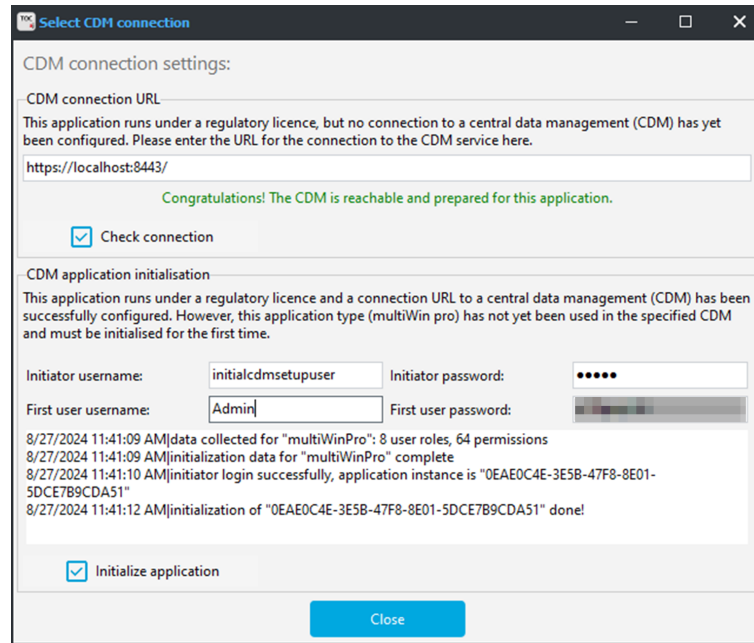 TOC
Select CDM connection
CDM connection settings:
CDM connection URL
This application runs under a regulatory licence, but no connection to a central data management (CDM) has yet
been configured. Please enter the URL for the connection to the CDM service here.
https://localhost:8443/
Congratulations! The CDM is reachable and prepared for this application.
Check connection
CDM application initialisation
This application runs under a regulatory licence and a connection URL to a central data management (CDM) has been
successfully configured. However, this application type (multiWin pro) has not yet been used in the specified CDM
and must be initialised for the first time.
Initiator username: initialcdmsetupuser Initiator password: •••••
First user username: Admin First user password:
8/27/2024 11:41:09 AM|data collected for "multiWinPro": 8 user roles, 64 permissions
8/27/2024 11:41:09 AM|initialization data for "multiWinPro" complete
8/27/2024 11:41:10 AM|initiator login successfully, application instance is "0EAE0C4E-3E5B-47F8-8E01-
5DCE7B9CDA51"
8/27/2024 11:41:12 AM|initialization of "0EAE0C4E-3E5B-47F8-8E01-5DCE7B9CDA51" done!
Initialize application
Close